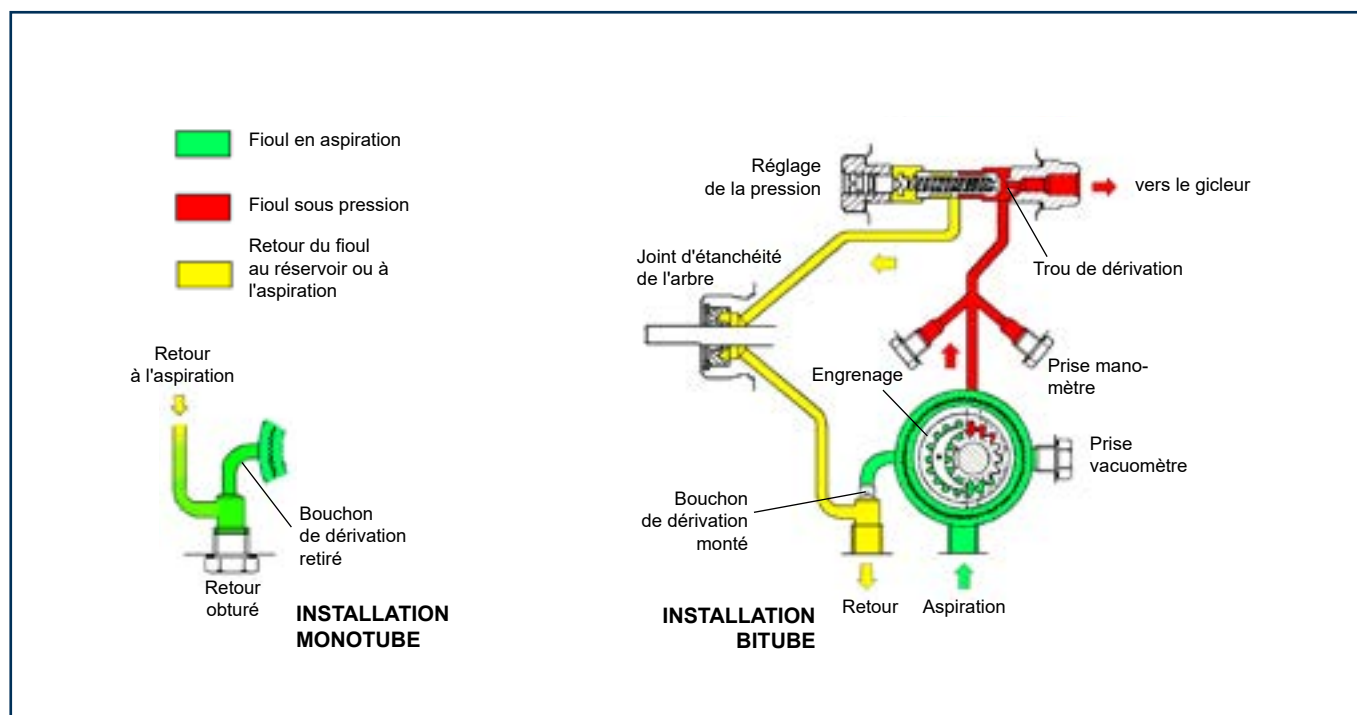 Fioul en aspiration
Fioul sous pression
Retour du fioul
au réservoir ou à
l'aspiration
Retour
à l'aspiration
Bouchon
de dérivation
retiré
Retour
obturé
INSTALLATION
MONOTUBE
Réglage
de la pression
vers le gicleur
Trou de dérivation
Joint d'étanchéité
de l'arbre
Engrenage
Prise mano-
mètre
Prise
vacuomètre
Bouchon
de dérivation
monté
Retour
Aspiration
INSTALLATION
BITUBE